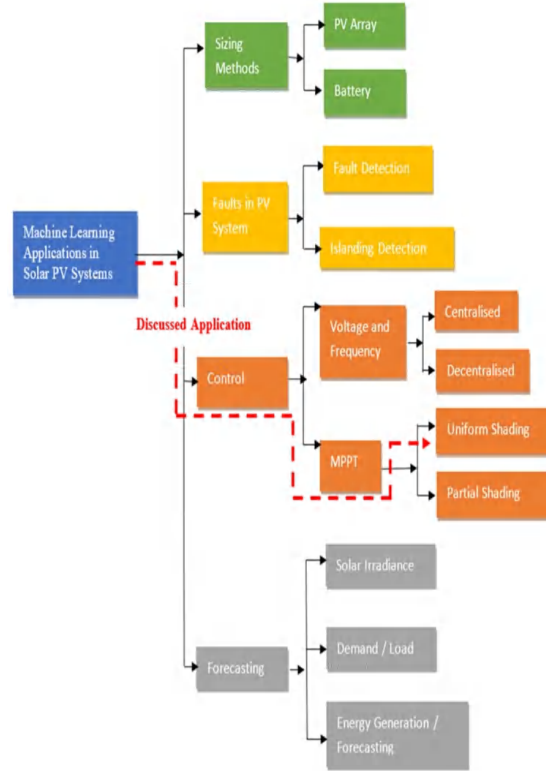 PV Array
Sizing
Methods
Battery
Fault Detection
Faults in PV
System
Islanding Detection
Machine Learning
Applications in
Solar PV Systems
Discussed Application
Voltage and
Frequency
Centralised
Decentralised
Control
MPPT
Uniform Shading
Partial Shading
Solar Irradiance
Demand / Load
Forecasting
Energy Generation /
Forecasting